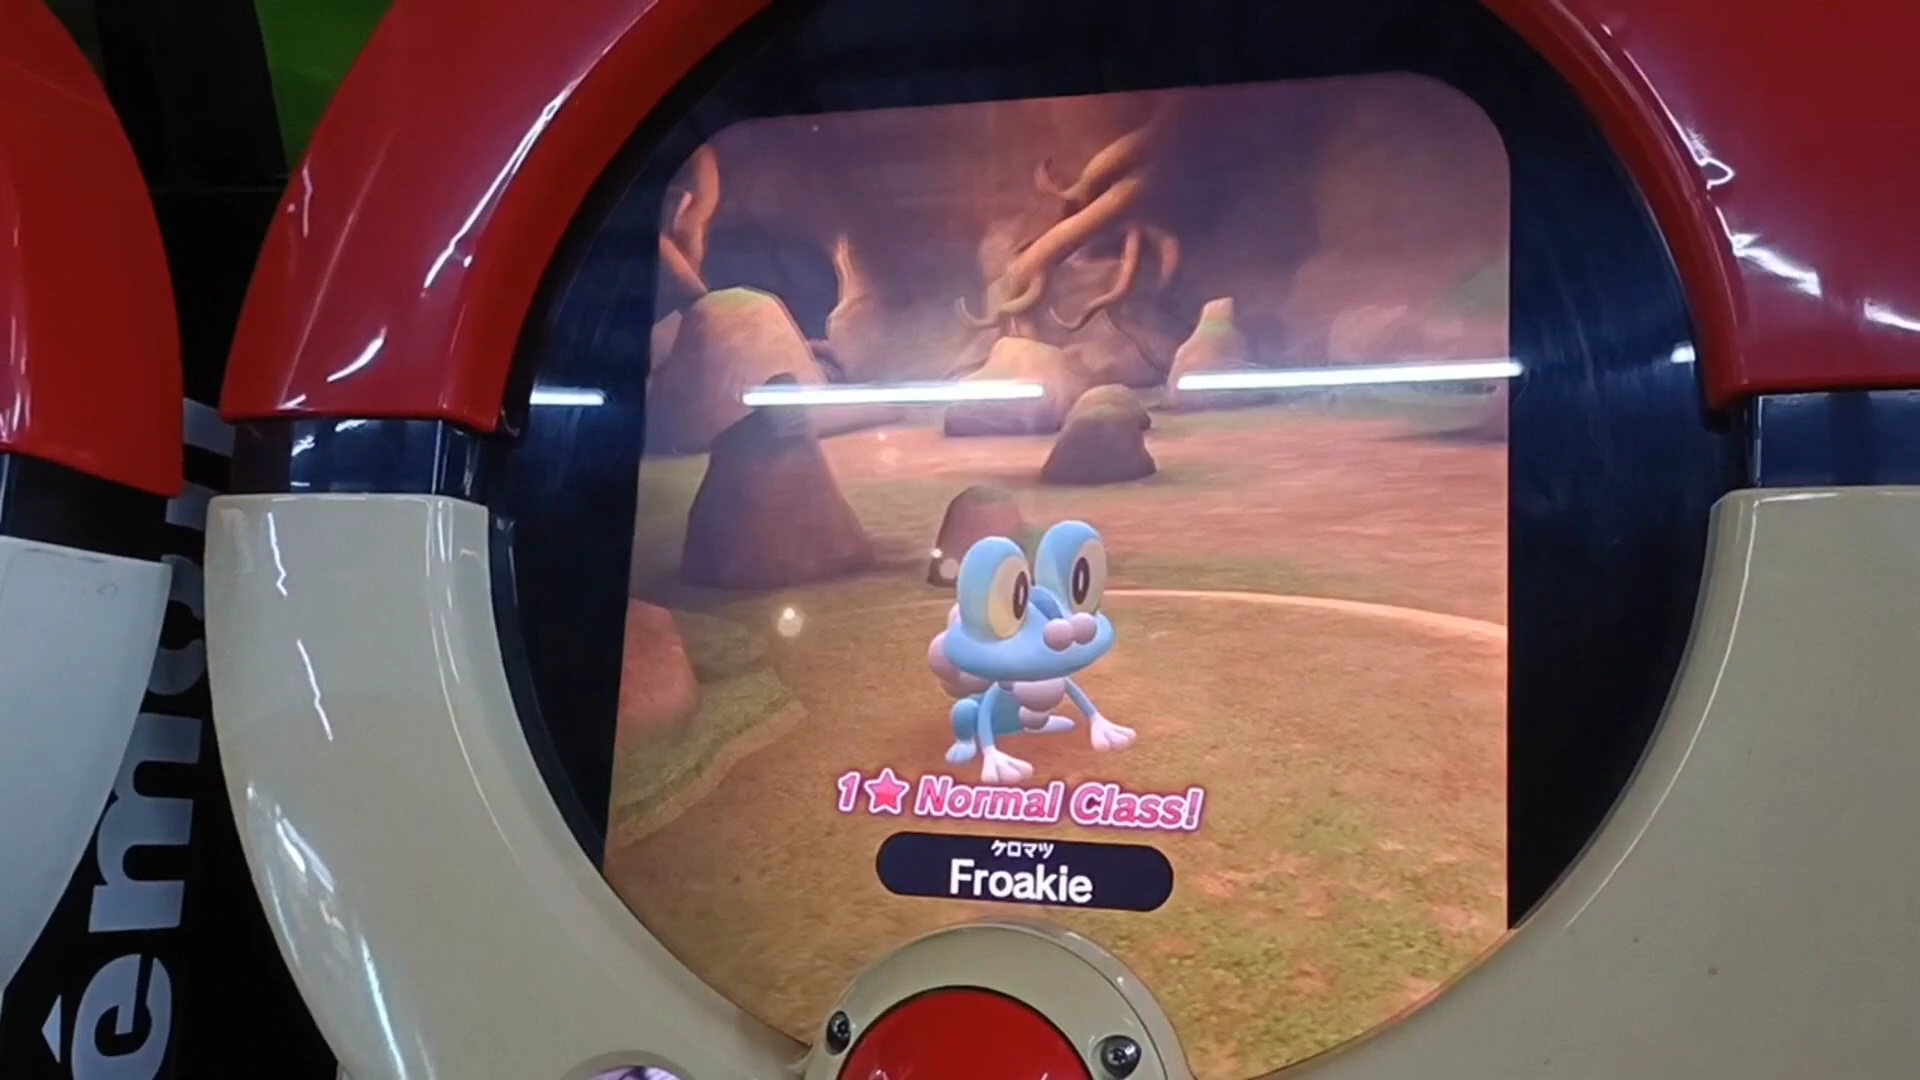 1★ Normal Class!
ケロマツ
Froakie